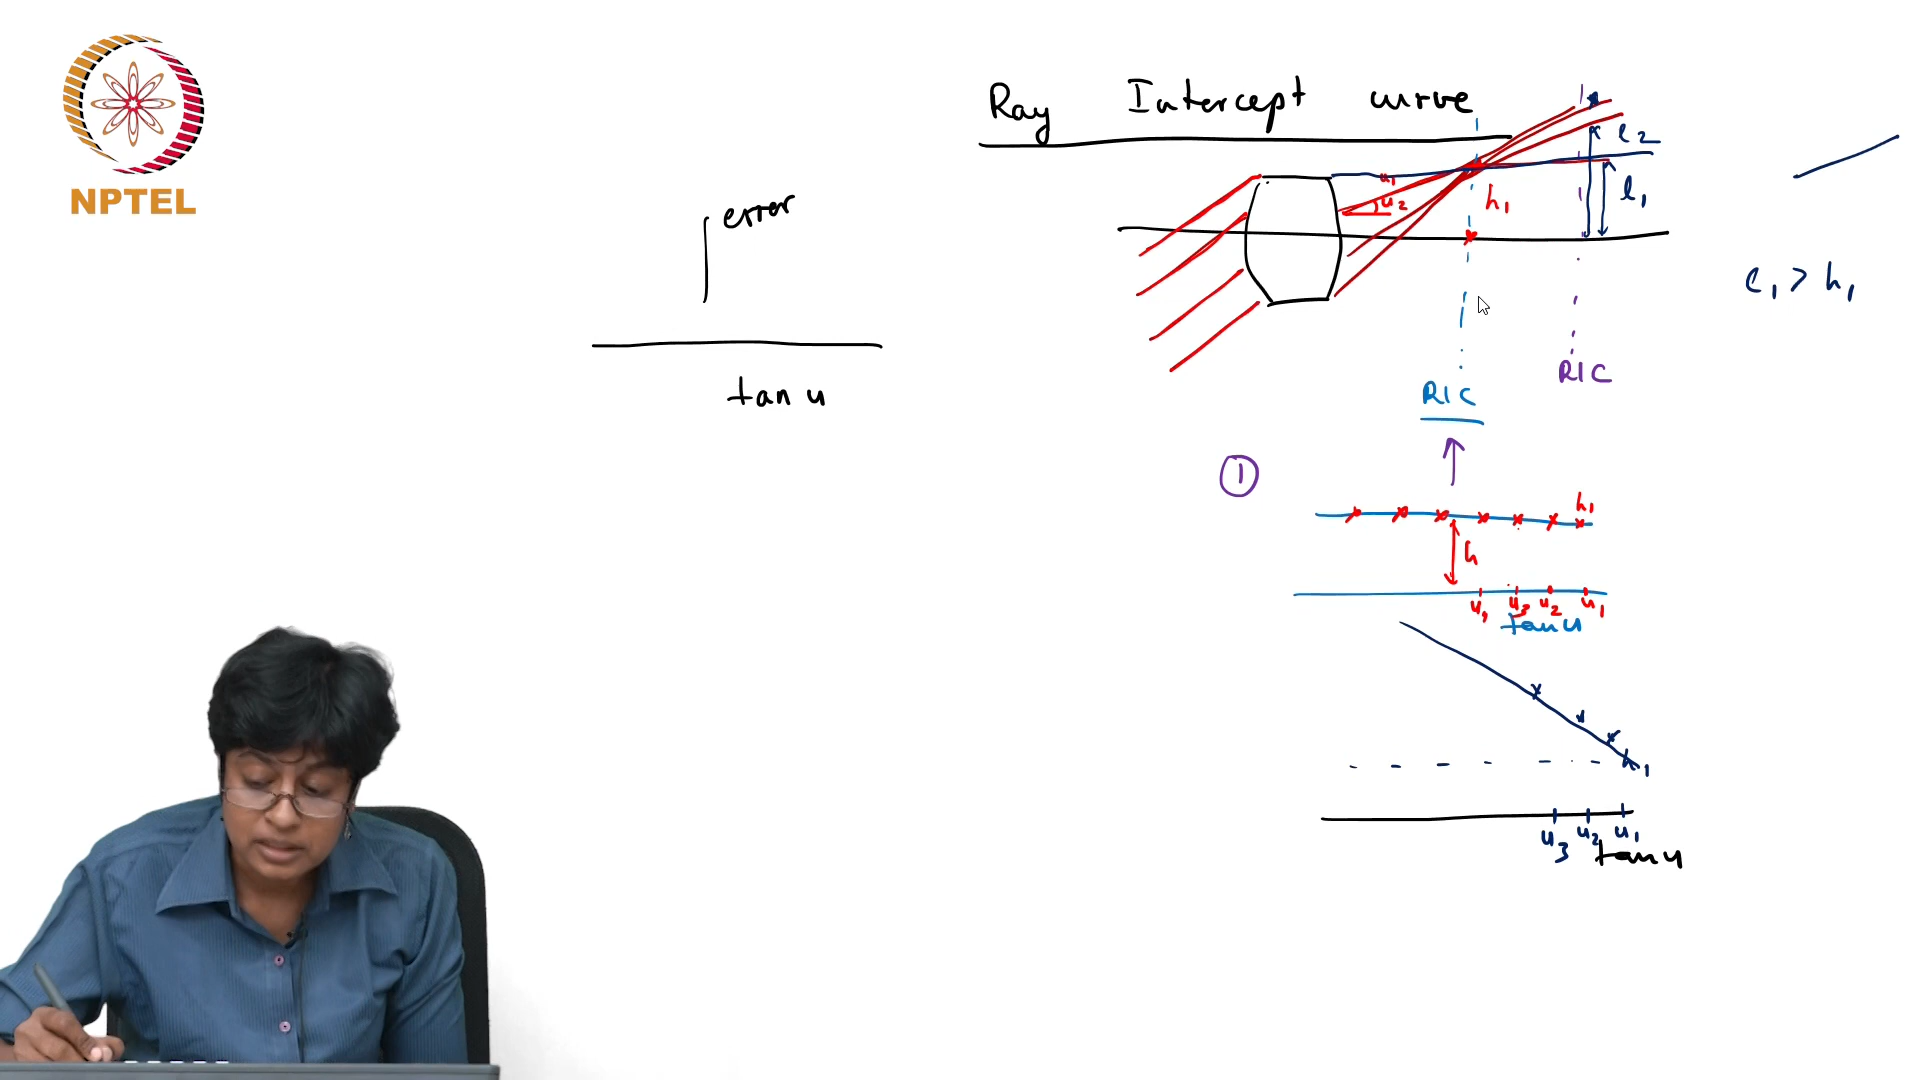 NPTEL
Ray Intercept curve
error
tan u
u₁
u₂
h₁
l₂
l₁
l₁ > h₁
RIC
RIC
①
h₁
h
u₄ u₃ u₂ u₁
tan u
h₁
u₃ u₂ u₁
tan u